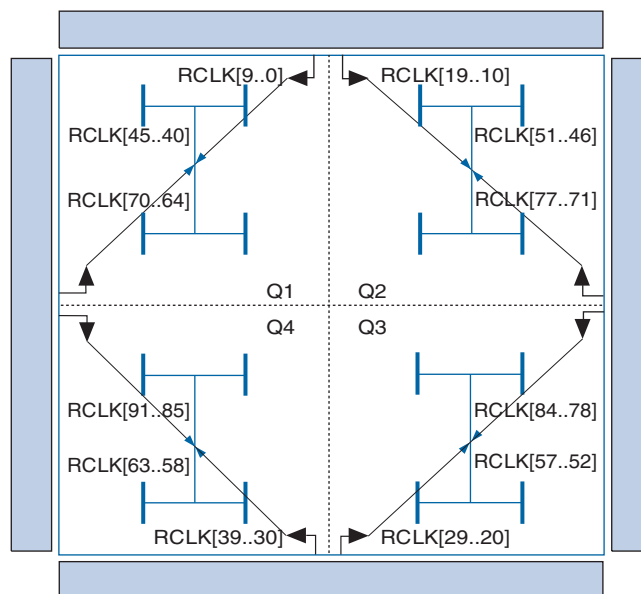 RCLK[9..0]
RCLK[19..10]
RCLK[45..40]
RCLK[51..46]
RCLK[70..64]
RCLK[77..71]
Q1
Q2
Q4
Q3
RCLK[91..85]
RCLK[84..78]
RCLK[63..58]
RCLK[57..52]
RCLK[39..30]
RCLK[29..20]